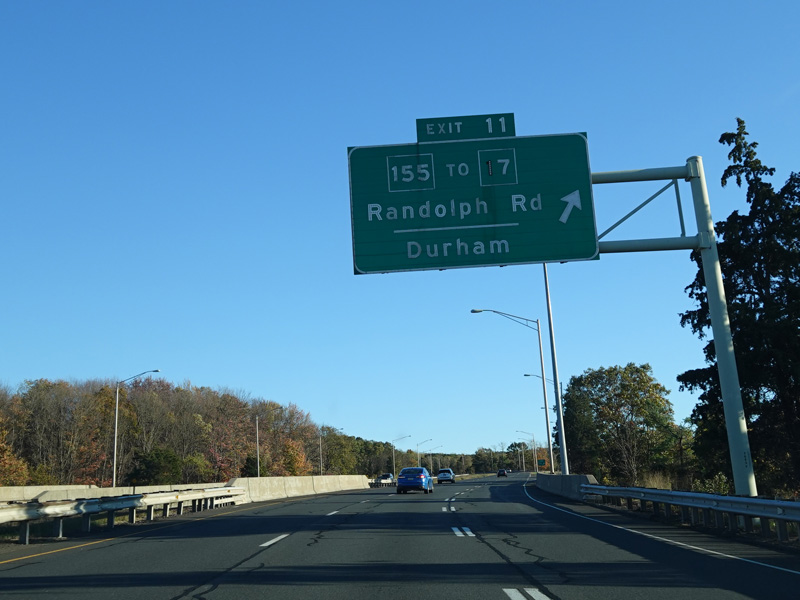 EXIT 11
155 TO 17
Randolph Rd
Durham